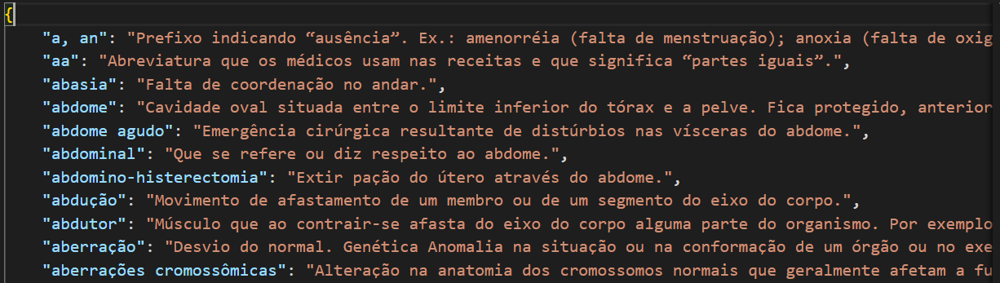 {
"a, an": "Prefixo indicando “ausência”. Ex.: amenorréia (falta de menstruação); anoxia (falta de oxig
"aa": "Abreviatura que os médicos usam nas receitas e que significa “partes iguais”.",
"abasia": "Falta de coordenação no andar.",
"abdome": "Cavidade oval situada entre o limite inferior do tórax e a pelve. Fica protegido, anterior
"abdome agudo": "Emergência cirúrgica resultante de distúrbios nas vísceras do abdome.",
"abdominal": "Que se refere ou diz respeito ao abdome.",
"abdomino-histerectomia": "Extir pação do útero através do abdome.",
"abdução": "Movimento de afastamento de um membro ou de um segmento do eixo do corpo.",
"abdutor": "Músculo que ao contrair-se afasta do eixo do corpo alguma parte do organismo. Por exemplo
"aberração": "Desvio do normal. Genética Anomalia na situação ou na conformação de um órgão ou no exe
"aberrações cromossômicas": "Alteração na anatomia dos cromossomos normais que geralmente afetam a fu